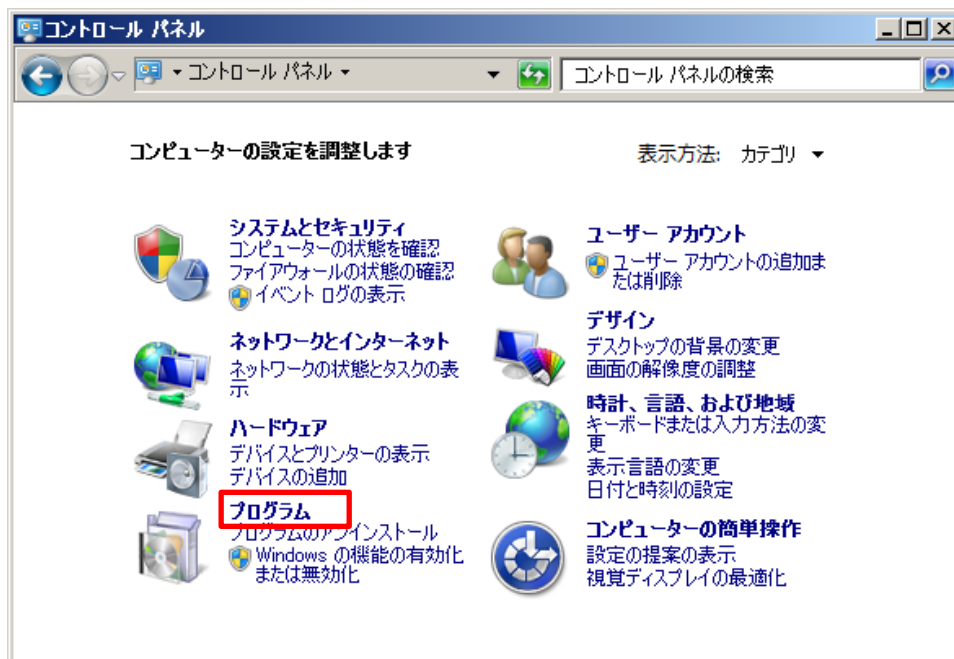 コントロール パネル
コントロール パネル
コントロール パネルの検索
コンピューターの設定を調整します
表示方法: カテゴリ
システムとセキュリティ
コンピューターの状態を確認
ファイアウォールの状態の確認
イベント ログの表示
ネットワークとインターネット
ネットワークの状態とタスクの表
示
ハードウェア
デバイスとプリンターの表示
デバイスの追加
プログラム
プログラムのアンインストール
Windows の機能の有効化
または無効化
ユーザー アカウント
ユーザー アカウントの追加ま
たは削除
デザイン
デスクトップの背景の変更
画面の解像度の調整
時計、言語、および地域
キーボードまたは入力方法の変
更
表示言語の変更
日付と時刻の設定
コンピューターの簡単操作
設定の提案の表示
視覚ディスプレイの最適化